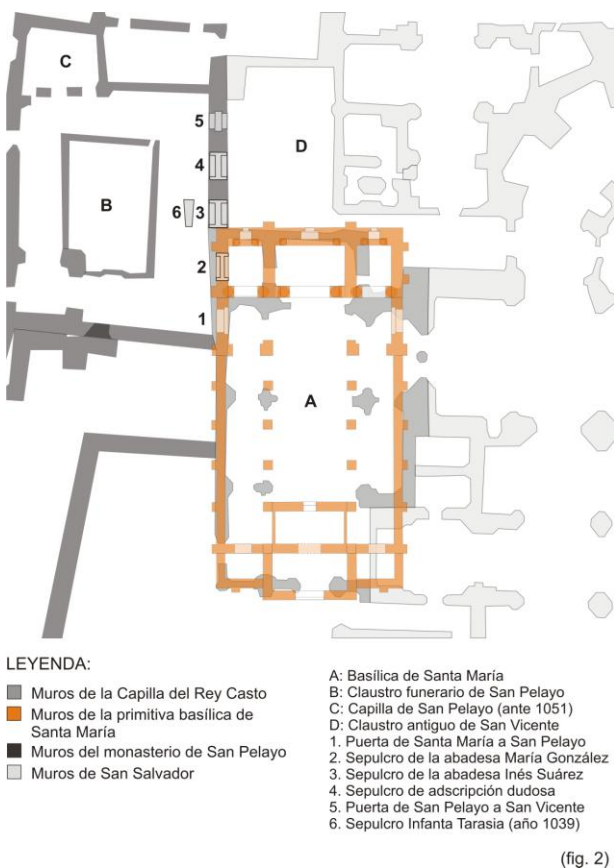 C
5
4
D
B
6 3
2
1
A
LEYENDA:
Muros de la Capilla del Rey Casto
Muros de la primitiva basílica de
Santa María
Muros del monasterio de San Pelayo
Muros de San Salvador
A: Basílica de Santa María
B: Claustro funerario de San Pelayo
C: Capilla de San Pelayo (ante 1051)
D: Claustro antiguo de San Vicente
1. Puerta de Santa María a San Pelayo
2. Sepulcro de la abadesa María González
3. Sepulcro de la abadesa Inés Suárez
4. Sepulcro de adscripción dudosa
5. Puerta de San Pelayo a San Vicente
6. Sepulcro Infanta Tarasia (año 1039)
(fig. 2)